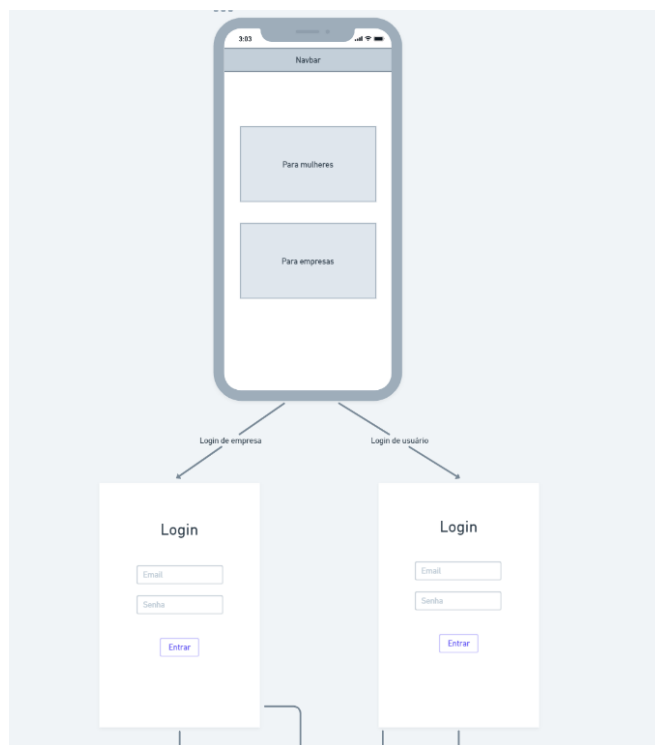 3:03
Navbar
Para mulheres
Para empresas
Login de empresa
Login de usuário
Login
Email
Senha
Entrar
Login
Email
Senha
Entrar